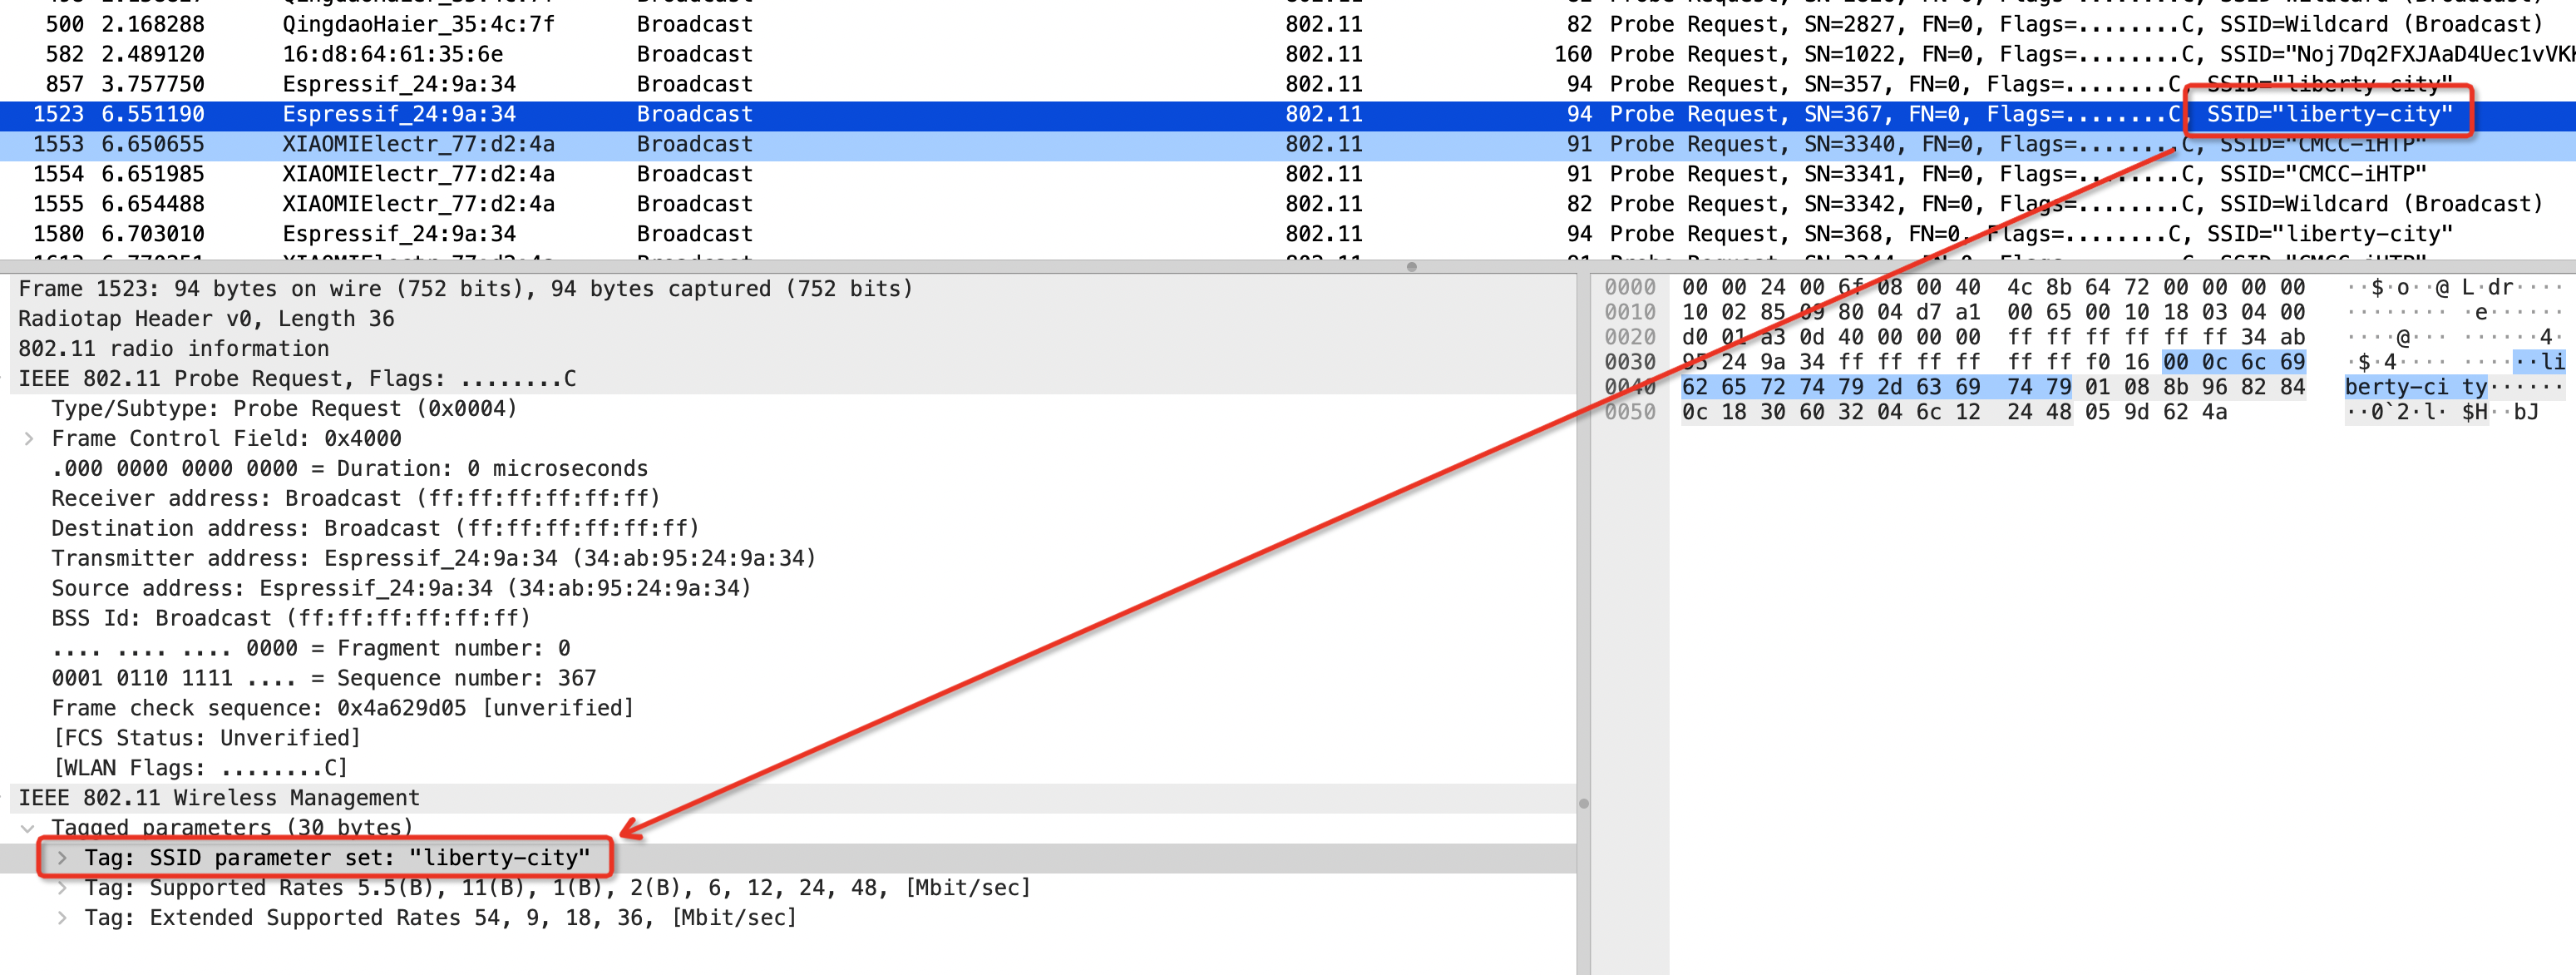 500 2.168288 QingdaoHaier_35:4c:7f Broadcast 802.11 82 Probe Request, SN=2827, FN=0, Flags=........C, SSID=Wildcard (Broadcast)
582 2.489120 16:d8:64:61:35:6e Broadcast 802.11 160 Probe Request, SN=1022, FN=0, Flags=........C, SSID="Noj7Dq2FXJAaD4Uec1vVK
857 3.757750 Espressif_24:9a:34 Broadcast 802.11 94 Probe Request, SN=357, FN=0, Flags=........C, SSID="liberty-city"
1523 6.551190 Espressif_24:9a:34 Broadcast 802.11 94 Probe Request, SN=367, FN=0, Flags=........C, SSID="liberty-city"
1553 6.650655 XIAOMIElectr_77:d2:4a Broadcast 802.11 91 Probe Request, SN=3340, FN=0, Flags=........C, SSID="CMCC-iHTP"
1554 6.651985 XIAOMIElectr_77:d2:4a Broadcast 802.11 91 Probe Request, SN=3341, FN=0, Flags=........C, SSID="CMCC-iHTP"
1555 6.654488 XIAOMIElectr_77:d2:4a Broadcast 802.11 82 Probe Request, SN=3342, FN=0, Flags=........C, SSID=Wildcard (Broadcast)
1580 6.703010 Espressif_24:9a:34 Broadcast 802.11 94 Probe Request, SN=368, FN=0, Flags=........C, SSID="liberty-city"
Frame 1523: 94 bytes on wire (752 bits), 94 bytes captured (752 bits)
Radiotap Header v0, Length 36
802.11 radio information
IEEE 802.11 Probe Request, Flags: ........C
Type/Subtype: Probe Request (0x0004)
Frame Control Field: 0x4000
.000 0000 0000 0000 = Duration: 0 microseconds
Receiver address: Broadcast (ff:ff:ff:ff:ff:ff)
Destination address: Broadcast (ff:ff:ff:ff:ff:ff)
Transmitter address: Espressif_24:9a:34 (34:ab:95:24:9a:34)
Source address: Espressif_24:9a:34 (34:ab:95:24:9a:34)
BSS Id: Broadcast (ff:ff:ff:ff:ff:ff)
.... .... .... 0000 = Fragment number: 0
0001 0110 1111 .... = Sequence number: 367
Frame check sequence: 0x4a629d05 [unverified]
[FCS Status: Unverified]
[WLAN Flags: ........C]
IEEE 802.11 Wireless Management
Tagged parameters (30 bytes)
Tag: SSID parameter set: "liberty-city"
Tag: Supported Rates 5.5(B), 11(B), 1(B), 2(B), 6, 12, 24, 48, [Mbit/sec]
Tag: Extended Supported Rates 54, 9, 18, 36, [Mbit/sec]
0000 00 00 24 00 6f 08 00 40 4c 8b 64 72 00 00 00 00 ··$·o··@ L·dr····
0010 10 02 85 09 80 04 d7 a1 00 65 00 10 18 03 04 00 ········ ·e······
0020 d0 01 a3 0d 40 00 00 00 ff ff ff ff ff ff 34 ab ····@··· ······4·
0030 95 24 9a 34 ff ff ff ff ff ff f0 16 00 0c 6c 69 ·$·4···· ······li
0040 62 65 72 74 79 2d 63 69 74 79 01 08 8b 96 82 84 berty-ci ty······
0050 0c 18 30 60 32 04 6c 12 24 48 05 9d 62 4a ··0`2·l· $H··bJ